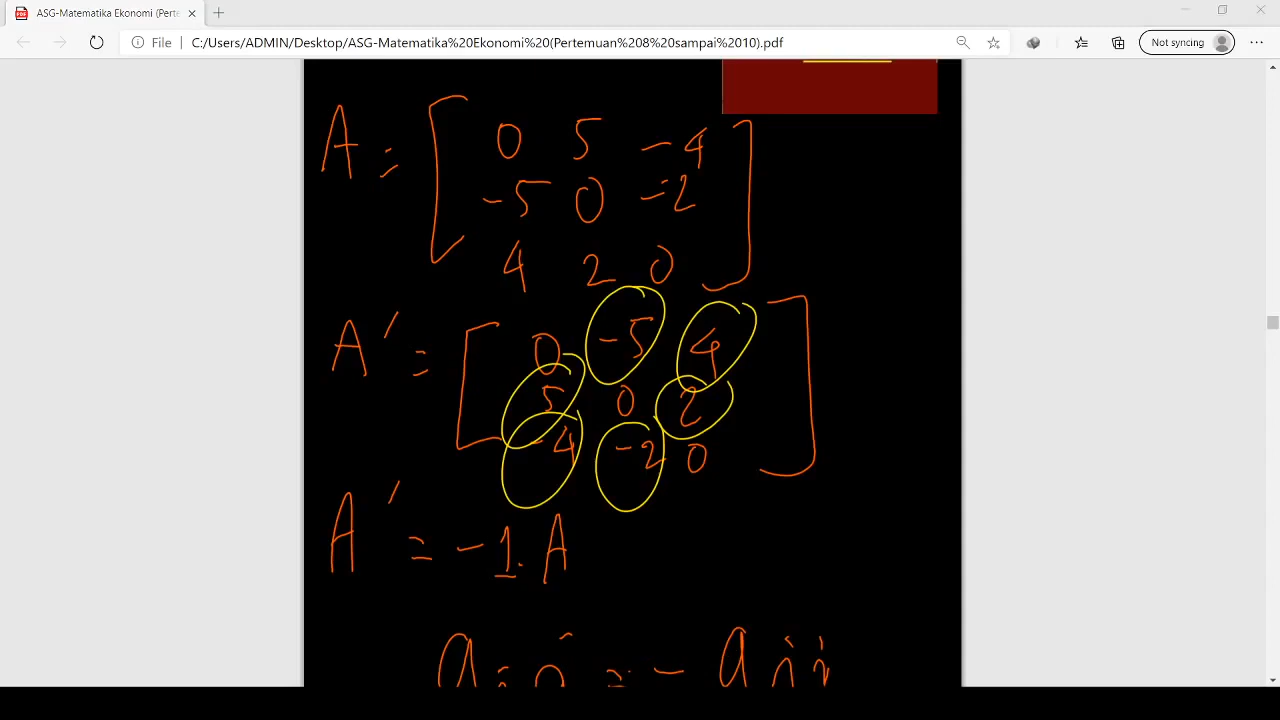 ASG-Matematika Ekonomi (Perte
File C:/Users/ADMIN/Desktop/ASG-Matematika%20Ekonomi%20(Pertemuan%208%20sampai%2010).pdf Not syncing
A = [ 0 5 -4
-5 0 -2
4 2 0 ]
A' = [ 0 -5 4
5 0 2
-4 -2 0 ]
A' = -1. A